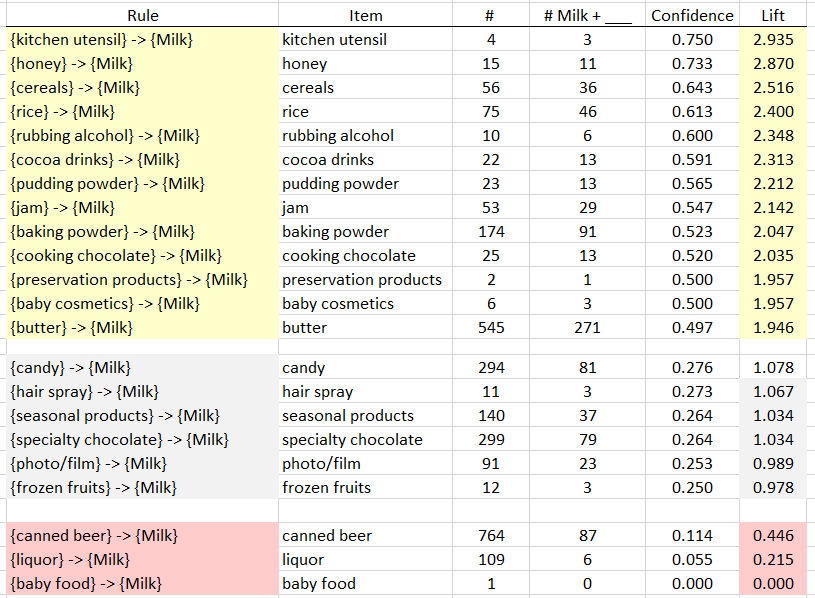 Rule Item # # Milk + ___ Confidence Lift
{kitchen utensil} -> {Milk} kitchen utensil 4 3 0.750 2.935
{honey} -> {Milk} honey 15 11 0.733 2.870
{cereals} -> {Milk} cereals 56 36 0.643 2.516
{rice} -> {Milk} rice 75 46 0.613 2.400
{rubbing alcohol} -> {Milk} rubbing alcohol 10 6 0.600 2.348
{cocoa drinks} -> {Milk} cocoa drinks 22 13 0.591 2.313
{pudding powder} -> {Milk} pudding powder 23 13 0.565 2.212
{jam} -> {Milk} jam 53 29 0.547 2.142
{baking powder} -> {Milk} baking powder 174 91 0.523 2.047
{cooking chocolate} -> {Milk} cooking chocolate 25 13 0.520 2.035
{preservation products} -> {Milk} preservation products 2 1 0.500 1.957
{baby cosmetics} -> {Milk} baby cosmetics 6 3 0.500 1.957
{butter} -> {Milk} butter 545 271 0.497 1.946
{candy} -> {Milk} candy 294 81 0.276 1.078
{hair spray} -> {Milk} hair spray 11 3 0.273 1.067
{seasonal products} -> {Milk} seasonal products 140 37 0.264 1.034
{specialty chocolate} -> {Milk} specialty chocolate 299 79 0.264 1.034
{photo/film} -> {Milk} photo/film 91 23 0.253 0.989
{frozen fruits} -> {Milk} frozen fruits 12 3 0.250 0.978
{canned beer} -> {Milk} canned beer 764 87 0.114 0.446
{liquor} -> {Milk} liquor 109 6 0.055 0.215
{baby food} -> {Milk} baby food 1 0 0.000 0.000